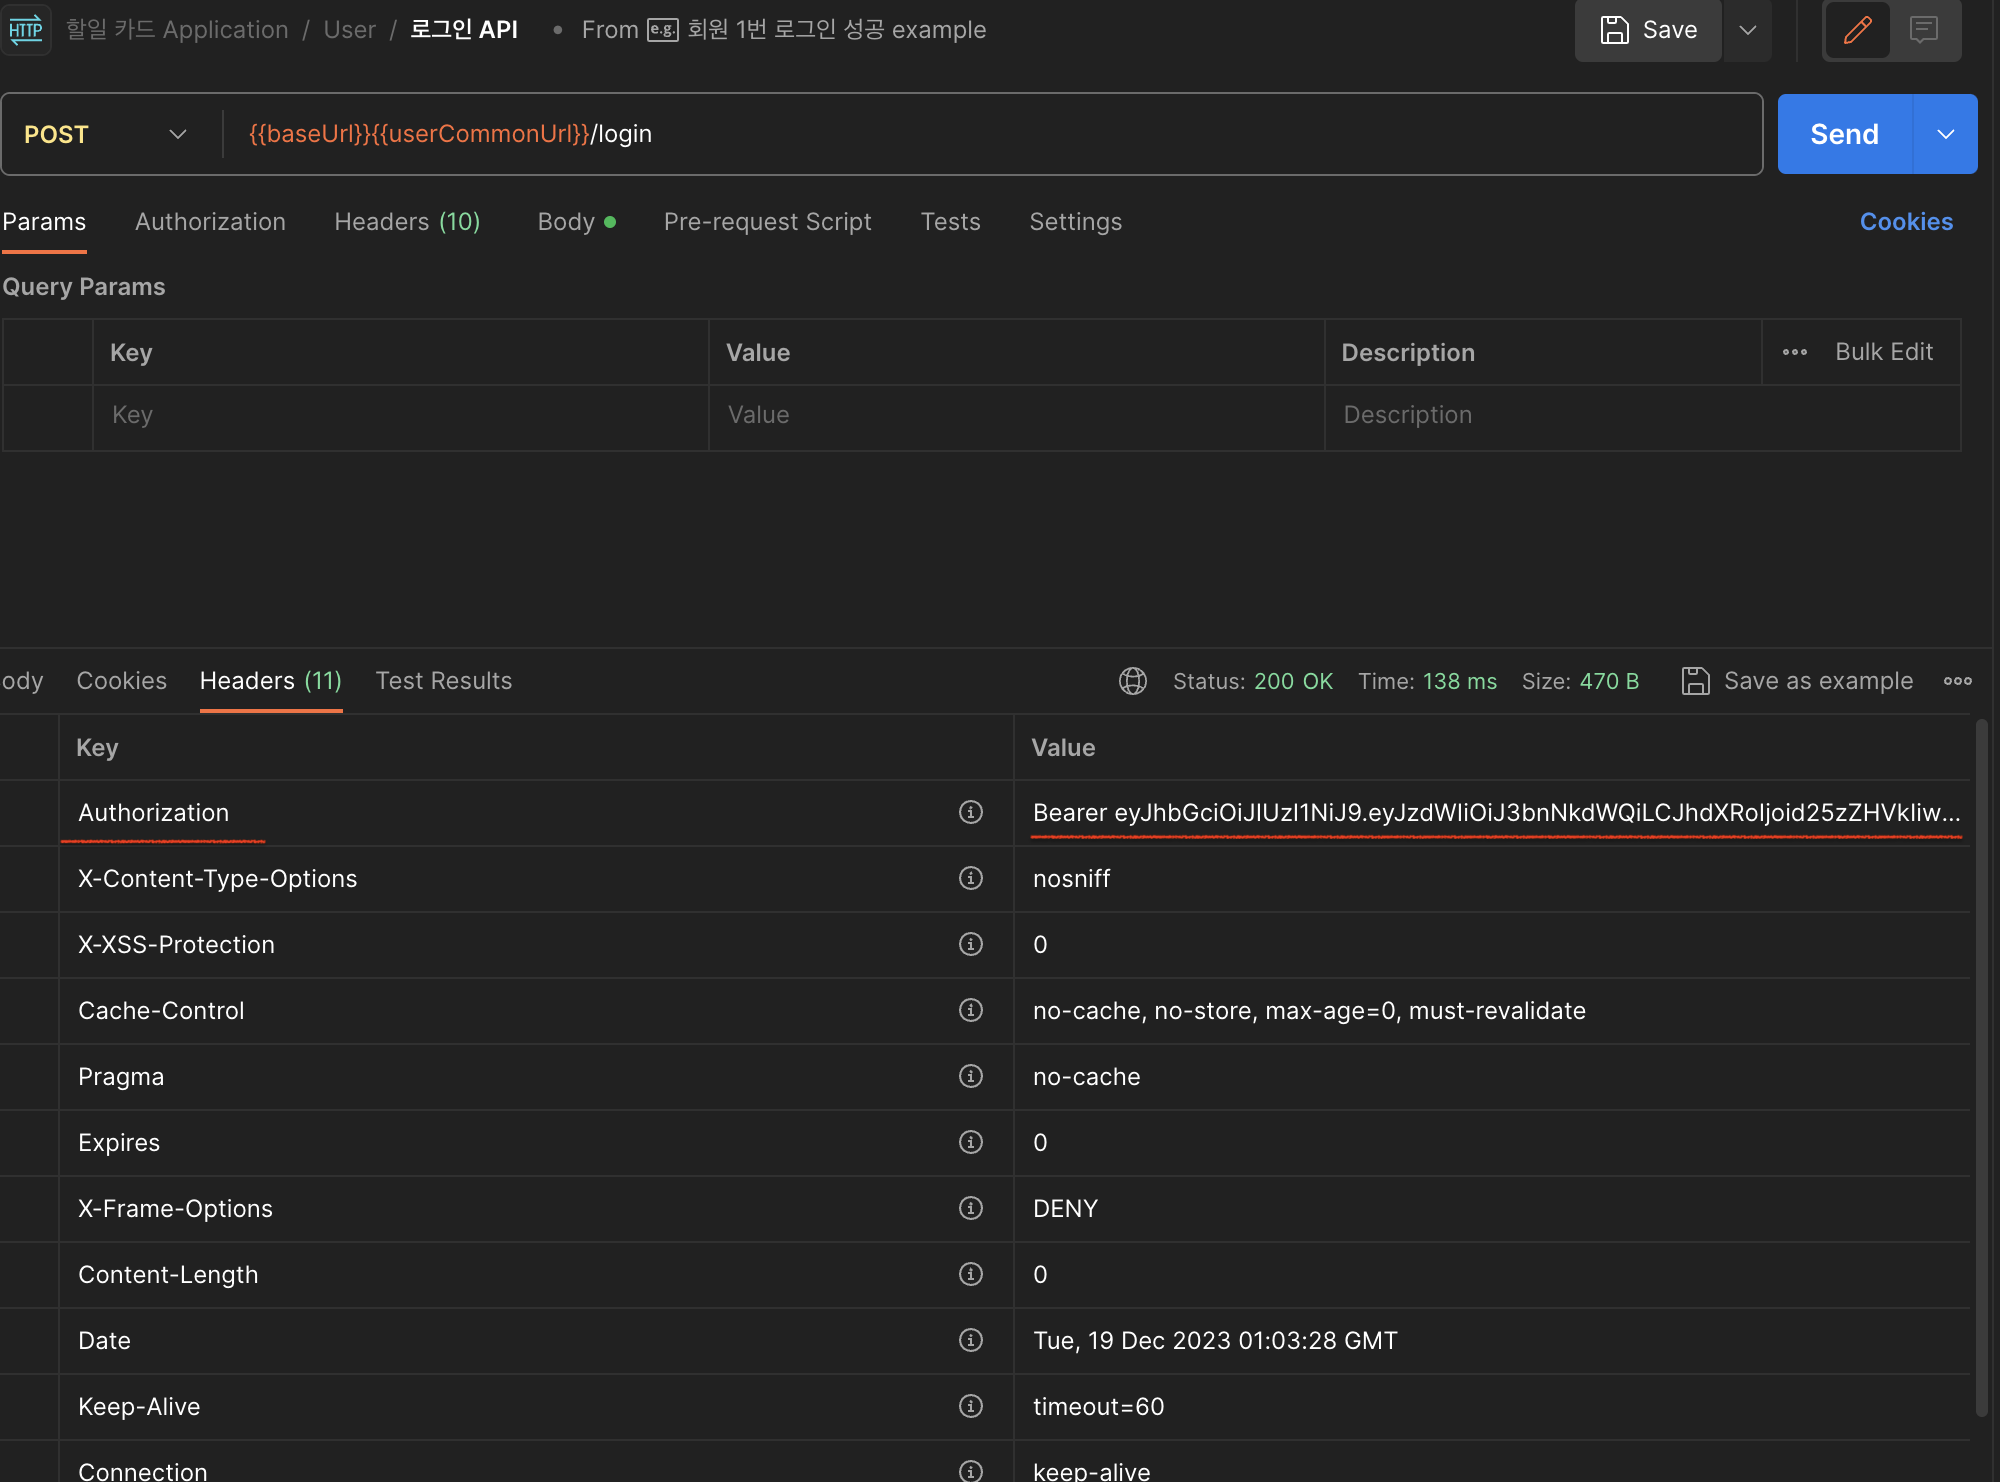 HTTP 할일 카드 Application / User / 로그인 API • From e.g. 회원 1번 로그인 성공 example Save
POST {{baseUrl}}{{userCommonUrl}}/login Send
Params Authorization Headers (10) Body Pre-request Script Tests Settings Cookies
Query Params
Key Value Description Bulk Edit
Key Value Description
ody Cookies Headers (11) Test Results Status: 200 OK Time: 138 ms Size: 470 B Save as example
Key Value
Authorization Bearer eyJhbGciOiJIUzI1NiJ9.eyJzdWIiOiJ3bnNkdWQiLCJhdXRoIjoid25zZHVkIiw...
X-Content-Type-Options nosniff
X-XSS-Protection 0
Cache-Control no-cache, no-store, max-age=0, must-revalidate
Pragma no-cache
Expires 0
X-Frame-Options DENY
Content-Length 0
Date Tue, 19 Dec 2023 01:03:28 GMT
Keep-Alive timeout=60
Connection keep-alive